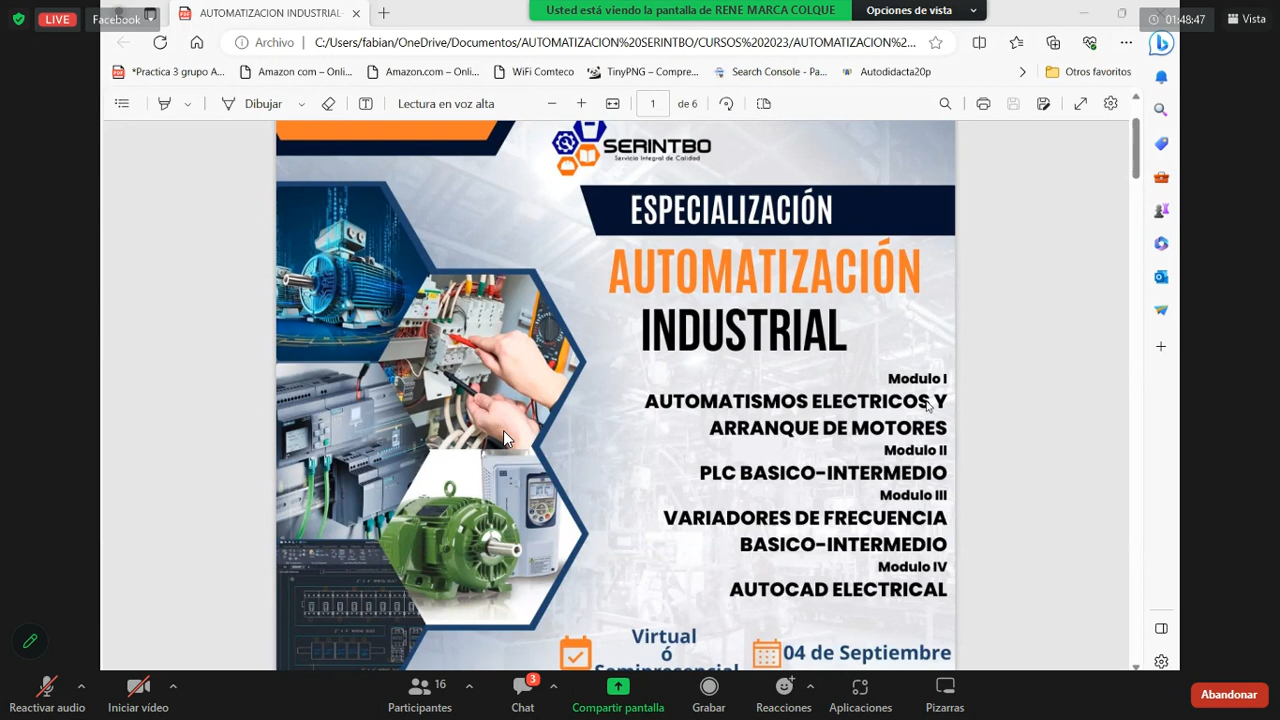 LIVE
Facebook
AUTOMATIZACION INDUSTRIAL-
Usted está viendo la pantalla de RENE MARCA COLQUE
Opciones de vista
01:48:47
Vista
Archivo
C:/Users/fabian/OneDrive/Documentos/AUTOMATIZACION%20SERINTBO/CURSOS%202023/AUTOMATIZACION%2...
*Practica 3 grupo A...
Amazon com – Onli...
Amazon.com – Onli...
WiFi Comteco
TinyPNG – Compre...
Search Console - Pa...
Autodidacta20p
Otros favoritos
Dibujar
Lectura en voz alta
1
de 6
SERINTBO
Servicio Integral de Calidad
ESPECIALIZACIÓN
AUTOMATIZACIÓN
INDUSTRIAL
Modulo I
AUTOMATISMOS ELECTRICOS Y
ARRANQUE DE MOTORES
Modulo II
PLC BASICO-INTERMEDIO
Modulo III
VARIADORES DE FRECUENCIA
BASICO-INTERMEDIO
Modulo IV
AUTOCAD ELECTRICAL
Virtual
ó
Semipresencial
04 de Septiembre
Reactivar audio
Iniciar vídeo
16
Participantes
3
Chat
Compartir pantalla
Grabar
Reacciones
Aplicaciones
Pizarras
Abandonar